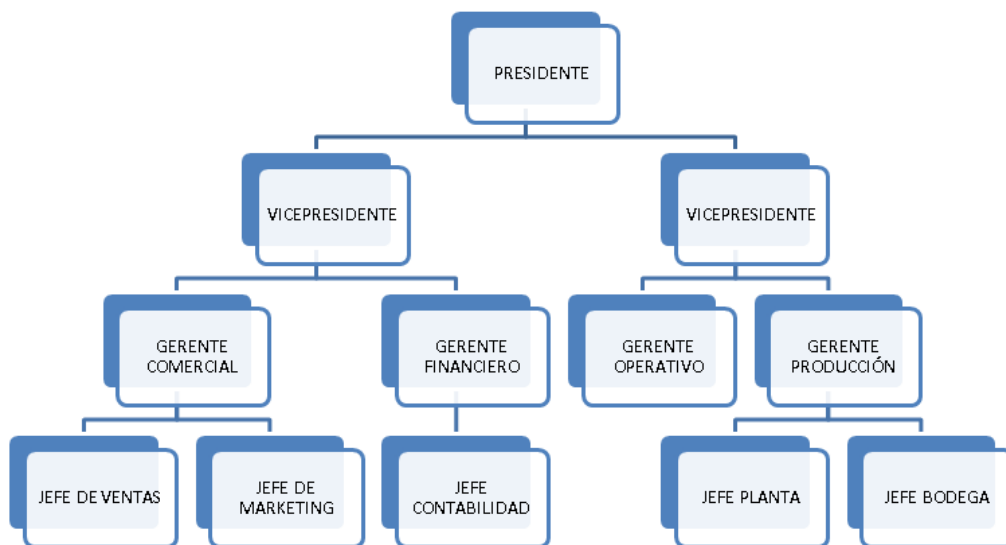 PRESIDENTE
VICEPRESIDENTE
VICEPRESIDENTE
GERENTE
COMERCIAL
GERENTE
FINANCIERO
GERENTE
OPERATIVO
GERENTE
PRODUCCIÓN
JEFE DE VENTAS
JEFE DE
MARKETING
JEFE
CONTABILIDAD
JEFE PLANTA
JEFE BODEGA